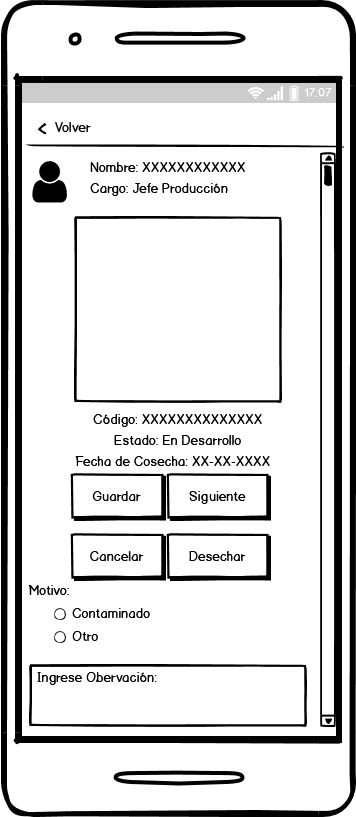 17:07
Volver
Nombre: XXXXXXXXXXXX
Cargo: Jefe Producción
Código: XXXXXXXXXXXXXX
Estado: En Desarrollo
Fecha de Cosecha: XX-XX-XXXX
Guardar Siguiente
Cancelar Desechar
Motivo:
Contaminado
Otro
Ingrese Obervación: